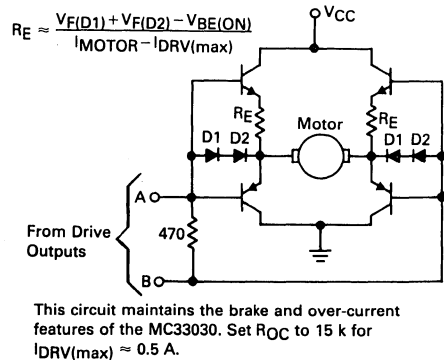 R_E ≈ V_F(D1) + V_F(D2) − V_BE(ON) / I_MOTOR − I_DRV(max)
V_CC
R_E
R_E
Motor
D1 D2
D1 D2
A
470
From Drive
Outputs
B
This circuit maintains the brake and over-current
features of the MC33030. Set R_OC to 15 k for
I_DRV(max) ≈ 0.5 A.